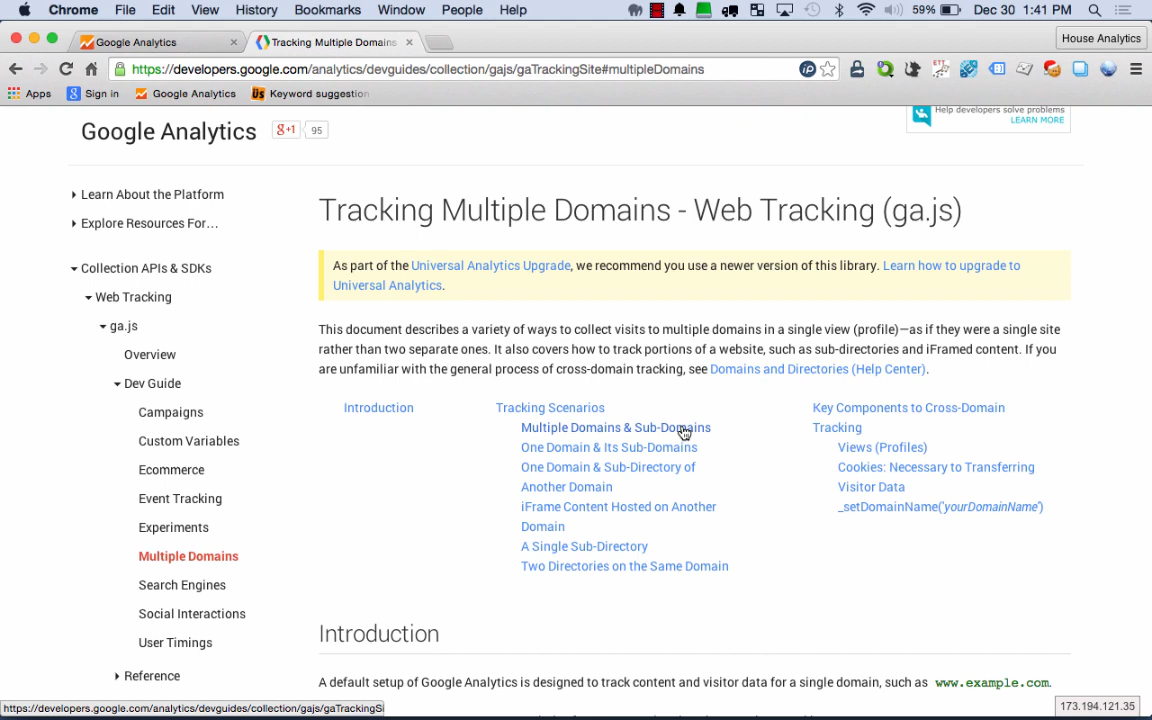 Chrome File Edit View History Bookmarks Window People Help 59% Dec 30 1:41 PM
Google Analytics
Tracking Multiple Domains
House Analytics
https://developers.google.com/analytics/devguides/collection/gajs/gaTrackingSite#multipleDomains
Apps Sign in Google Analytics Keyword suggestion
Google Analytics
g+1 95
Help developers solve problems
LEARN MORE
Learn About the Platform
Explore Resources For…
Collection APIs & SDKs
Web Tracking
ga.js
Overview
Dev Guide
Campaigns
Custom Variables
Ecommerce
Event Tracking
Experiments
Multiple Domains
Search Engines
Social Interactions
User Timings
Reference
Tracking Multiple Domains - Web Tracking (ga.js)
As part of the Universal Analytics Upgrade, we recommend you use a newer version of this library. Learn how to upgrade to
Universal Analytics.
This document describes a variety of ways to collect visits to multiple domains in a single view (profile)—as if they were a single site
rather than two separate ones. It also covers how to track portions of a website, such as sub-directories and iFramed content. If you
are unfamiliar with the general process of cross-domain tracking, see Domains and Directories (Help Center).
Introduction
Tracking Scenarios
Multiple Domains & Sub-Domains
One Domain & Its Sub-Domains
One Domain & Sub-Directory of
Another Domain
iFrame Content Hosted on Another
Domain
A Single Sub-Directory
Two Directories on the Same Domain
Key Components to Cross-Domain
Tracking
Views (Profiles)
Cookies: Necessary to Transferring
Visitor Data
_setDomainName('yourDomainName')
Introduction
A default setup of Google Analytics is designed to track content and visitor data for a single domain, such as www.example.com.
https://developers.google.com/analytics/devguides/collection/gajs/gaTrackingSi
173.194.121.35